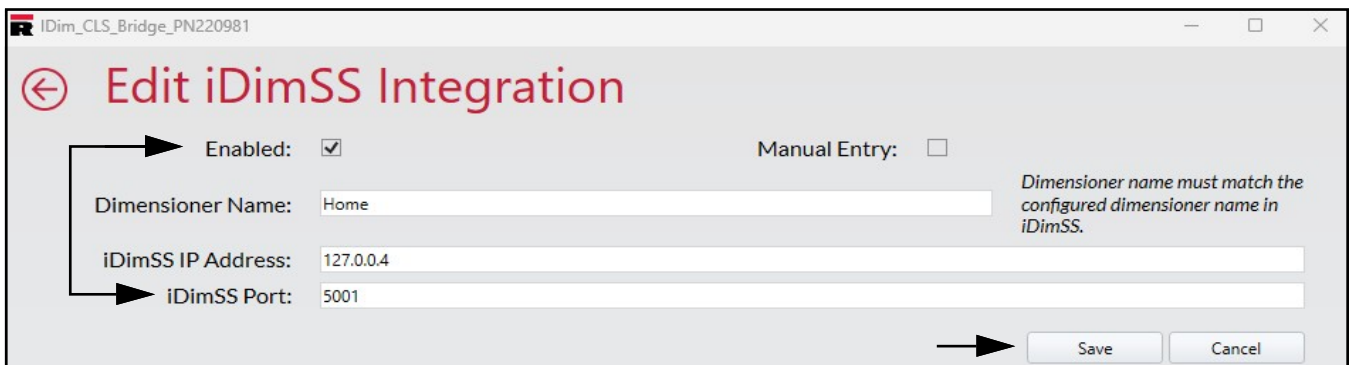 IDim_CLS_Bridge_PN220981
Edit iDimSS Integration
Enabled:
Manual Entry:
Dimensioner Name:
Home
Dimensioner name must match the
configured dimensioner name in
iDimSS.
iDimSS IP Address:
127.0.0.4
iDimSS Port:
5001
Save
Cancel